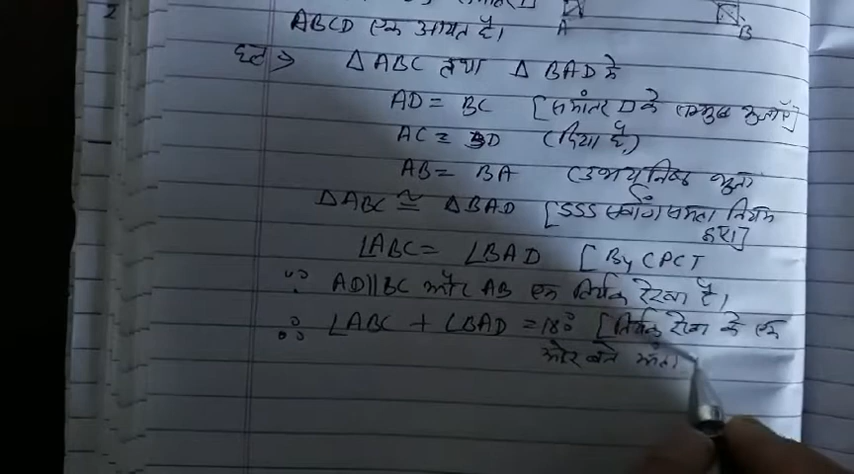 ABCD एक आयत है।
A
B
हल ⇒ △ ABC तथा △ BAD में
AD = BC [समांतर □ के सम्मुख भुजाएँ]
AC = BD (दिया है)
AB = BA (उभयनिष्ठ भुजा
△ABC ≅ △BAD [SSS सर्वांगसमता नियम
द्वारा]
∠ABC = ∠BAD [By CPCT
∵ AD||BC और AB एक तिर्यक रेखा है।
∴ ∠ABC + ∠BAD = 180° [तिर्यक रेखा के एक
ओर बने अंतः